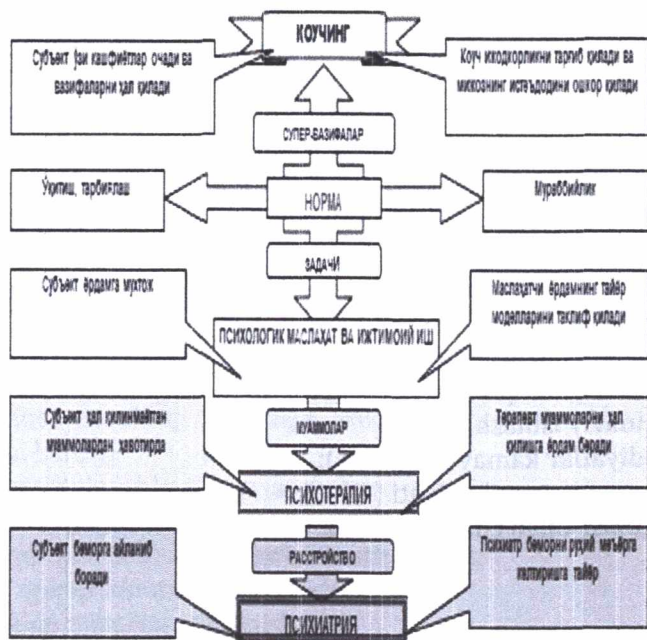 КОУЧИНГ
Субъект ўзи кашфиётлар очади ва
вазифаларни ҳал қилади
Коуч ижодкорликни тарғиб қилади ва
мижознинг истеъдодини ошкор қилади
СУПЕР-ВАЗИФАЛАР
Ўқитиш, тарбиялаш
НОРМА
Мураббийлик
ЗАДАЧИ
Субъект ёрдамга муҳтож
Маслаҳатчи ёрдамнинг тайёр
моделларини таклиф қилади
ПСИХОЛОГИК МАСЛАҲАТ ВА ИЖТИМОИЙ ИШ
Субъект ҳал қилинмаётган
муаммолардан ҳавотирда
МУАММОЛАР
Терапевт муаммоларни ҳал
қилишга ёрдам беради
ПСИХОТЕРАПИЯ
Субъект беморга айланиб
боради
РАССТРОЙСТВО
Психиатр беморни руҳий меъёрга
келтиришга тайёр
ПСИХИАТРИЯ